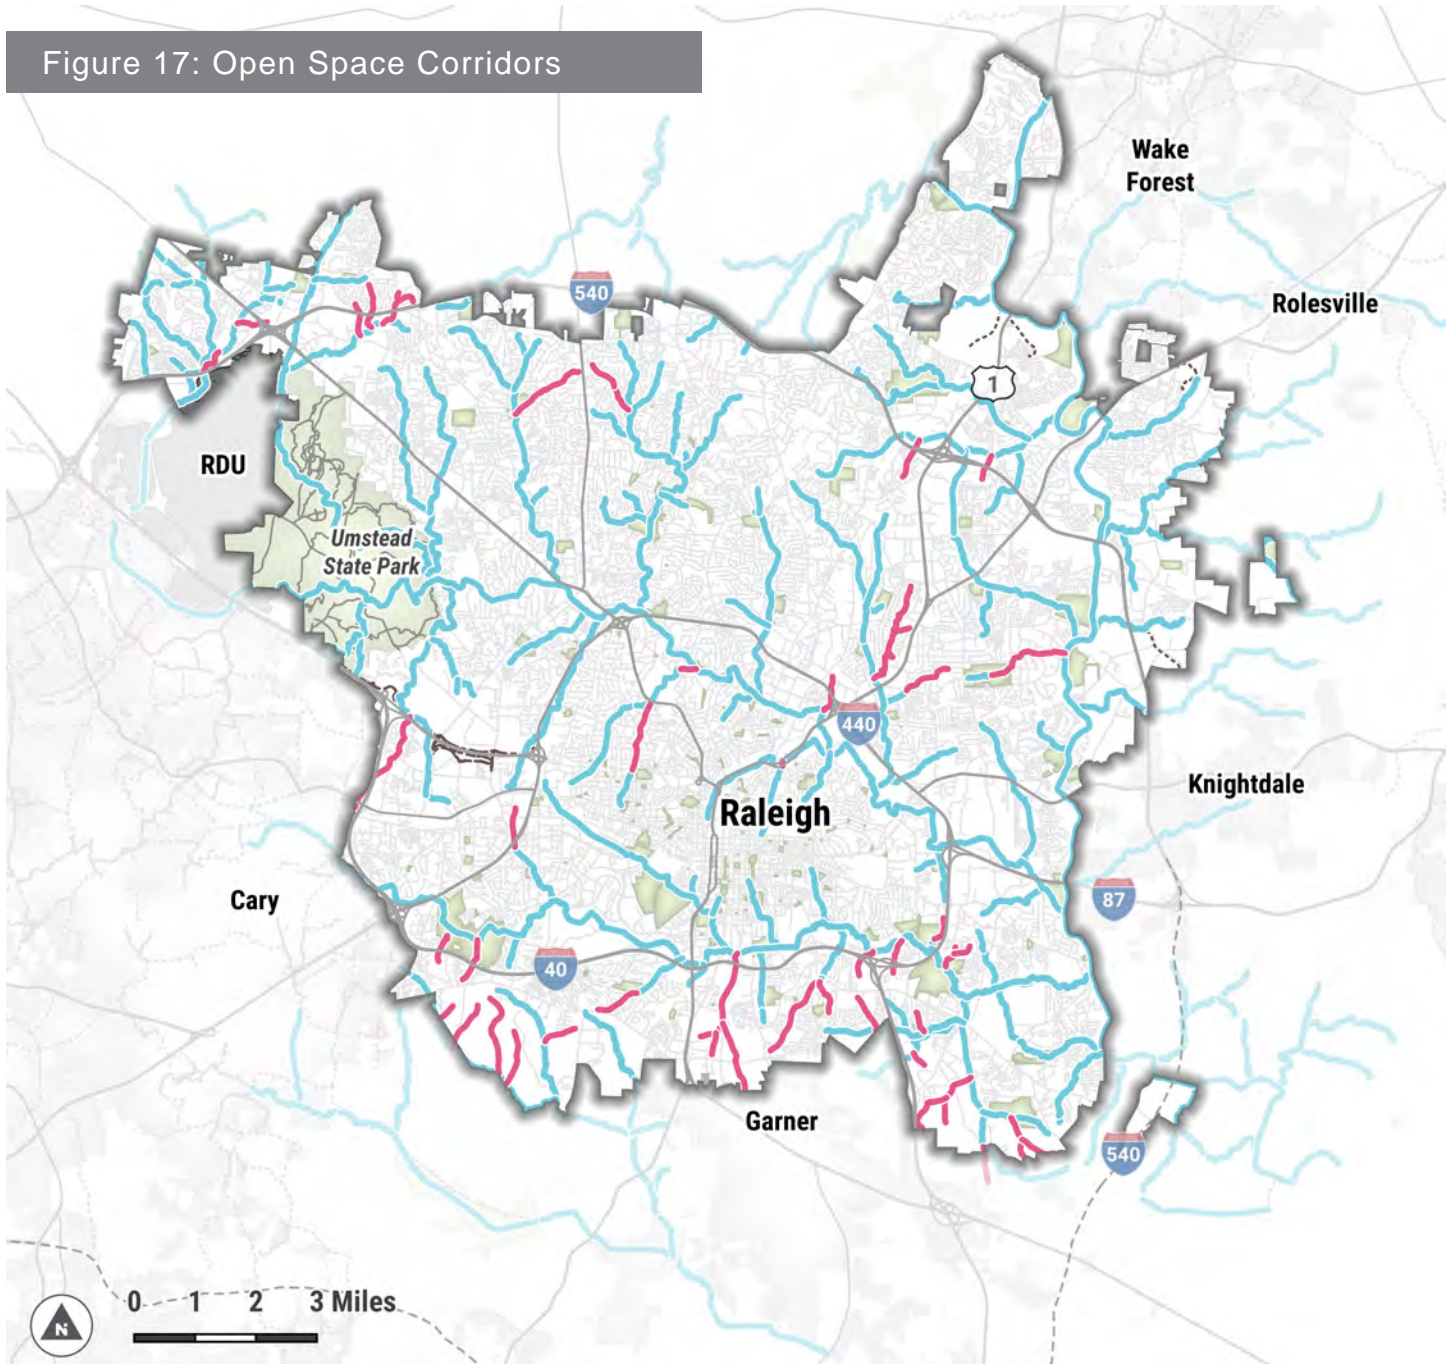 Figure 17: Open Space Corridors
Wake
Forest
540
Rolesville
1
RDU
Umstead
State Park
440
Knightdale
Raleigh
87
Cary
40
Garner
540
0 1 2 3 Miles
N